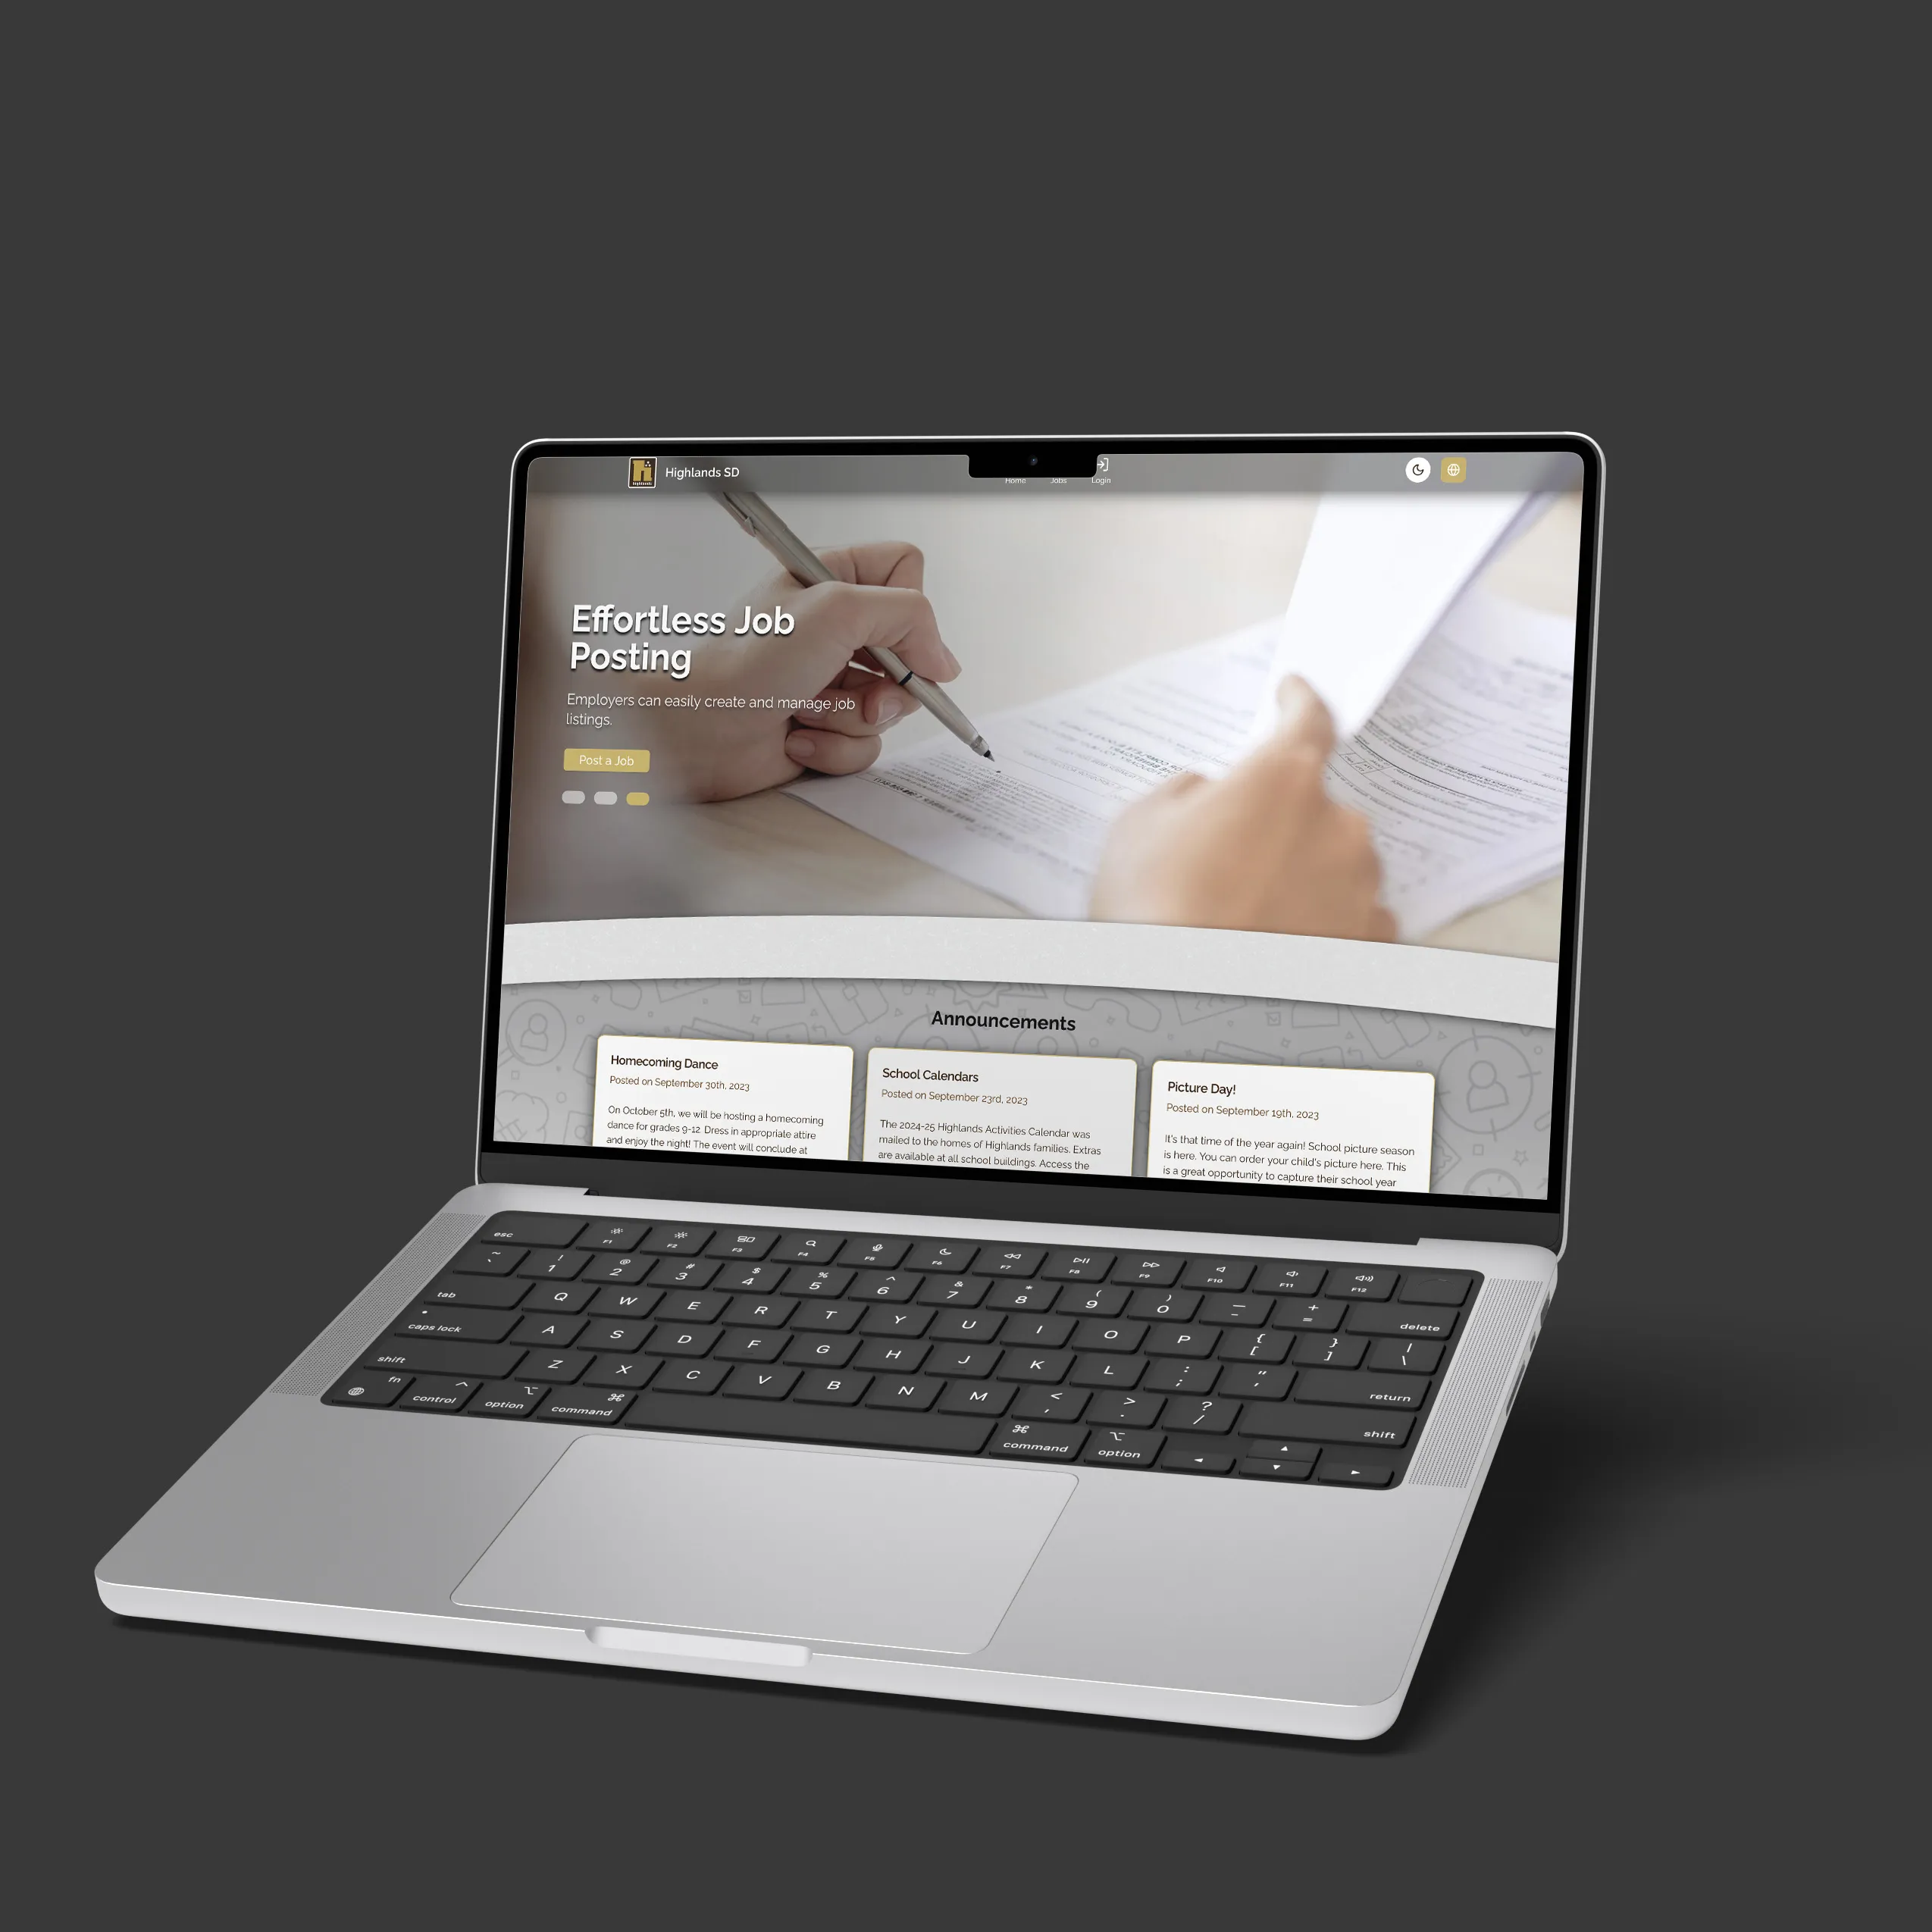 Highlands SD
Home
Jobs
Login
Effortless Job
Posting
Employers can easily create and manage job
listings.
Post a Job
Announcements
Homecoming Dance
Posted on September 30th, 2023
On October 5th, we will be hosting a homecoming
dance for grades 9-12. Dress in appropriate attire
and enjoy the night! The event will conclude at
School Calendars
Posted on September 23rd, 2023
The 2024-25 Highlands Activities Calendar was
mailed to the homes of Highlands families. Extras
are available at all school buildings. Access the
Picture Day!
Posted on September 19th, 2023
It's that time of the year again! School picture season
is here. You can order your child's picture here. This
is a great opportunity to capture their school year
esc F1 F2 F3 F4 F5 F6 F7 F8 F9 F10 F11 F12
~ ! @ # $ % ^ & * ( ) — +
` 1 2 3 4 5 6 7 8 9 0 – = delete
tab Q W E R T Y U I O P { [ } ] | \
caps lock A S D F G H J K L : ; " ' return
shift Z X C V B N M < , > . ? / shift
fn control option command command option